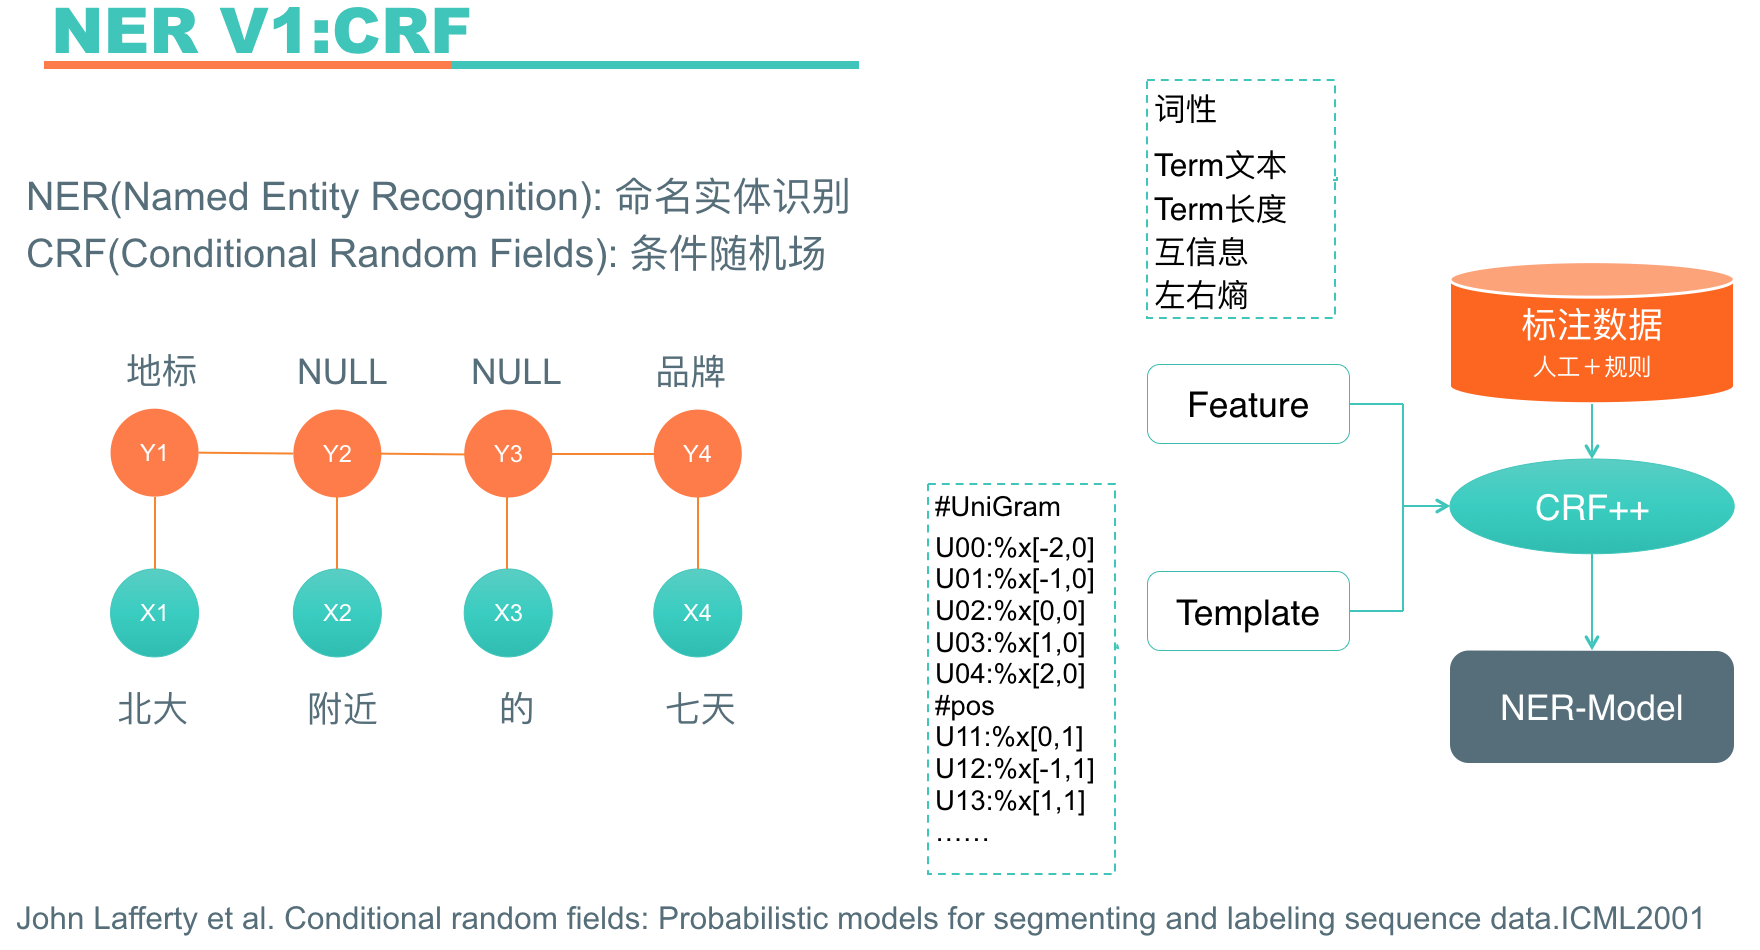 NER V1:CRF
NER(Named Entity Recognition): 命名实体识别
CRF(Conditional Random Fields): 条件随机场
地标 NULL NULL 品牌
Y1 Y2 Y3 Y4
X1 X2 X3 X4
北大 附近 的 七天
词性
Term文本
Term长度
互信息
左右熵
Feature
#UniGram
U00:%x[-2,0]
U01:%x[-1,0]
U02:%x[0,0]
U03:%x[1,0]
U04:%x[2,0]
#pos
U11:%x[0,1]
U12:%x[-1,1]
U13:%x[1,1]
……
Template
标注数据
人工＋规则
CRF++
NER-Model
John Lafferty et al. Conditional random fields: Probabilistic models for segmenting and labeling sequence data.ICML2001